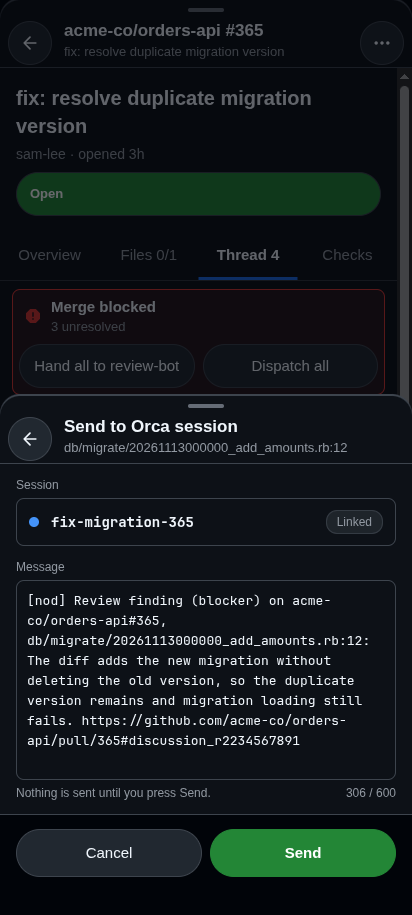 acme-co/orders-api #365
fix: resolve duplicate migration version
fix: resolve duplicate migration
version
sam-lee · opened 3h
Open
Overview
Files 0/1
Thread 4
Checks
Merge blocked
3 unresolved
Hand all to review-bot
Dispatch all
Send to Orca session
db/migrate/20261113000000_add_amounts.rb:12
Session
fix-migration-365
Linked
Message
[nod] Review finding (blocker) on acme-
co/orders-api#365,
db/migrate/20261113000000_add_amounts.rb:12:
The diff adds the new migration without
deleting the old version, so the duplicate
version remains and migration loading still
fails. https://github.com/acme-co/orders-
api/pull/365#discussion_r2234567891
Nothing is sent until you press Send.
306 / 600
Cancel
Send